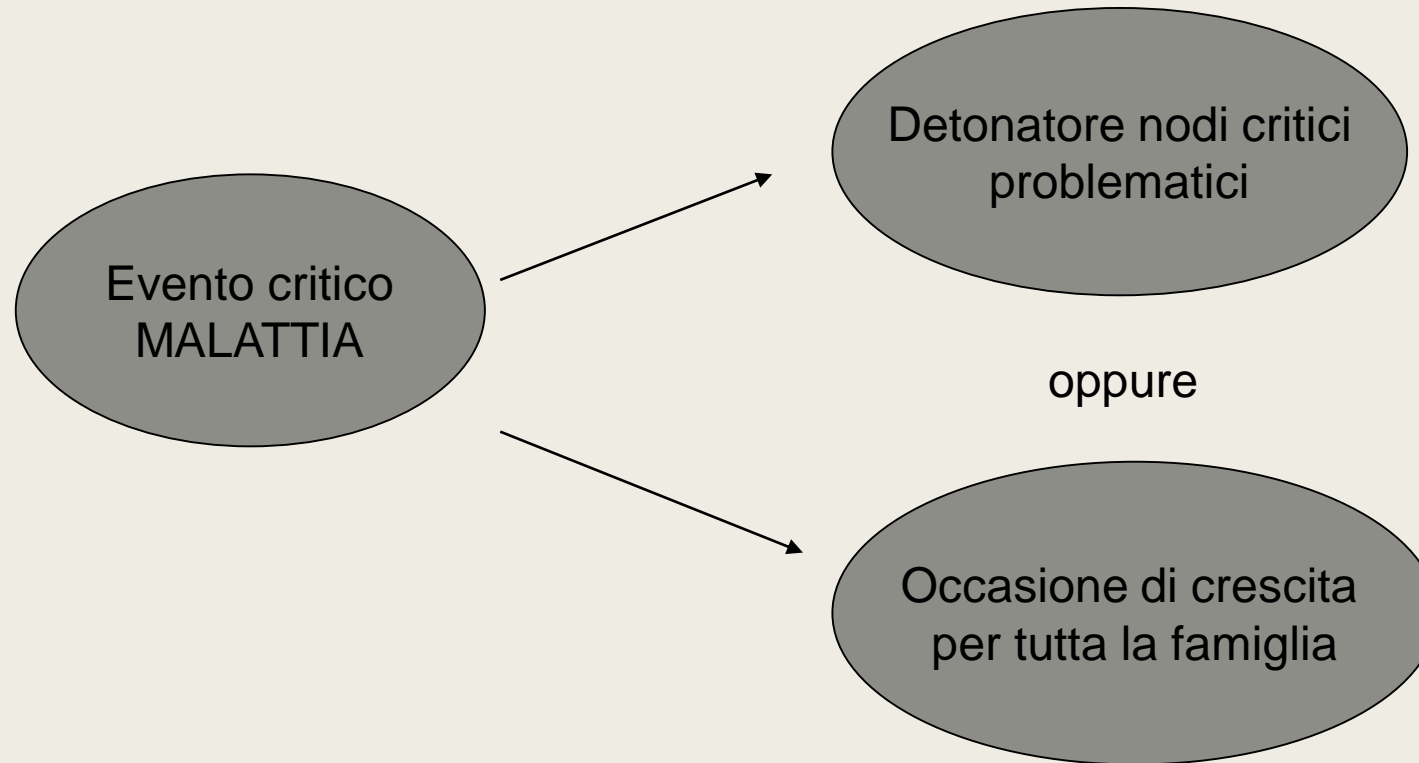 Evento critico
MALATTIA
Detonatore nodi critici
problematici
oppure
Occasione di crescita
per tutta la famiglia